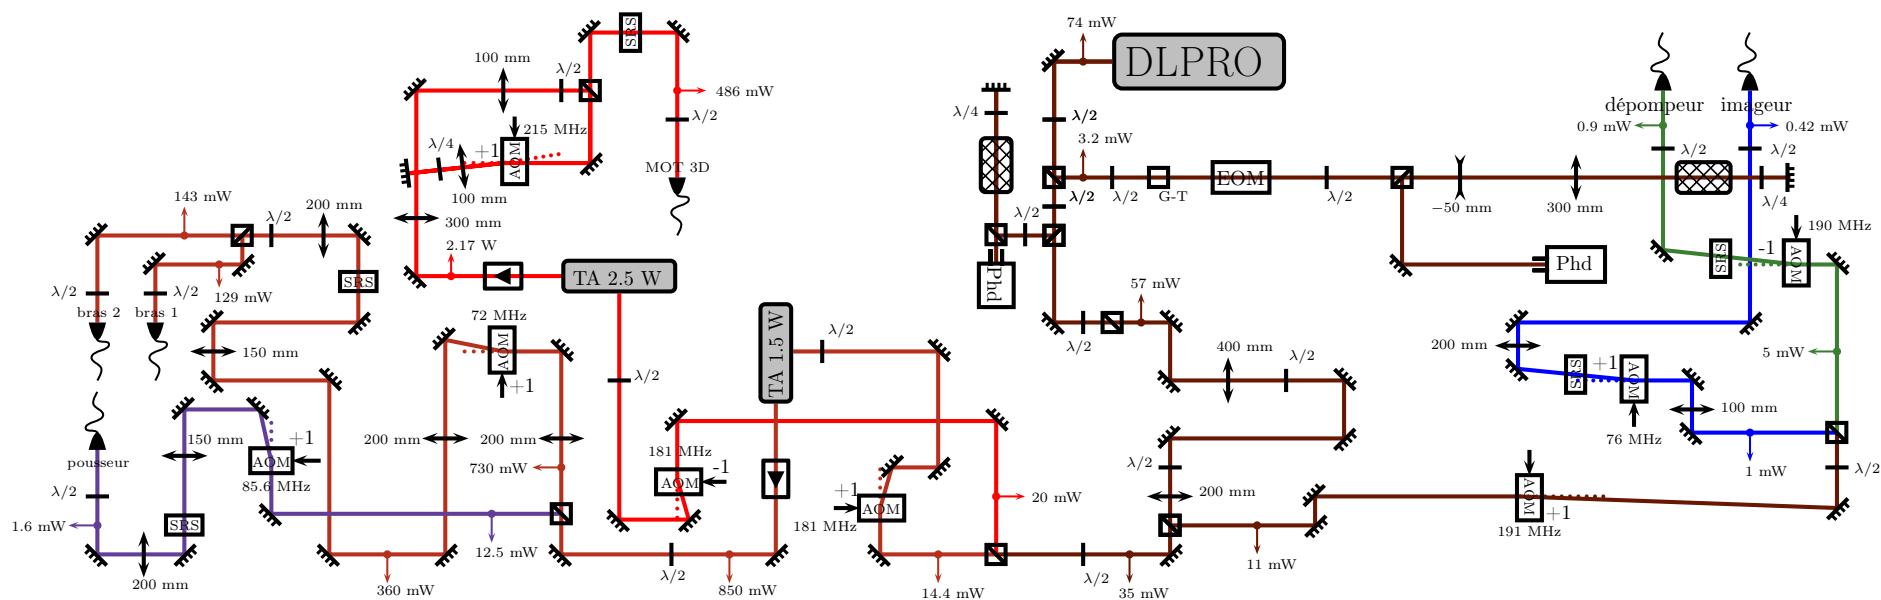 74 mW
DLPRO
SRS
100 mm
λ/2
486 mW
λ/2
215 MHz
λ/4
+1
AOM
100 mm
MOT 3D
300 mm
2.17 W
TA 2.5 W
λ/2
λ/4
λ/2
3.2 mW
λ/2
λ/2
G-T
EOM
λ/2
−50 mm
300 mm
λ/4
dépompeur
imageur
0.9 mW
0.42 mW
λ/2
λ/2
λ/2
Phd
Phd
190 MHz
-1
AOM
SRS
143 mW
λ/2
200 mm
129 mW
λ/2
λ/2
bras 2
bras 1
SRS
150 mm
72 MHz
AOM
+1
TA 1.5 W
λ/2
57 mW
λ/2
400 mm
λ/2
200 mm
+1
SRS
AOM
76 MHz
100 mm
5 mW
1 mW
λ/2
pousseur
λ/2
150 mm
+1
AOM
85.6 MHz
SRS
1.6 mW
200 mm
200 mm
200 mm
730 mW
12.5 mW
360 mW
λ/2
850 mW
181 MHz
-1
AOM
20 mW
+1
AOM
181 MHz
14.4 mW
λ/2
35 mW
λ/2
200 mm
11 mW
AOM
+1
191 MHz